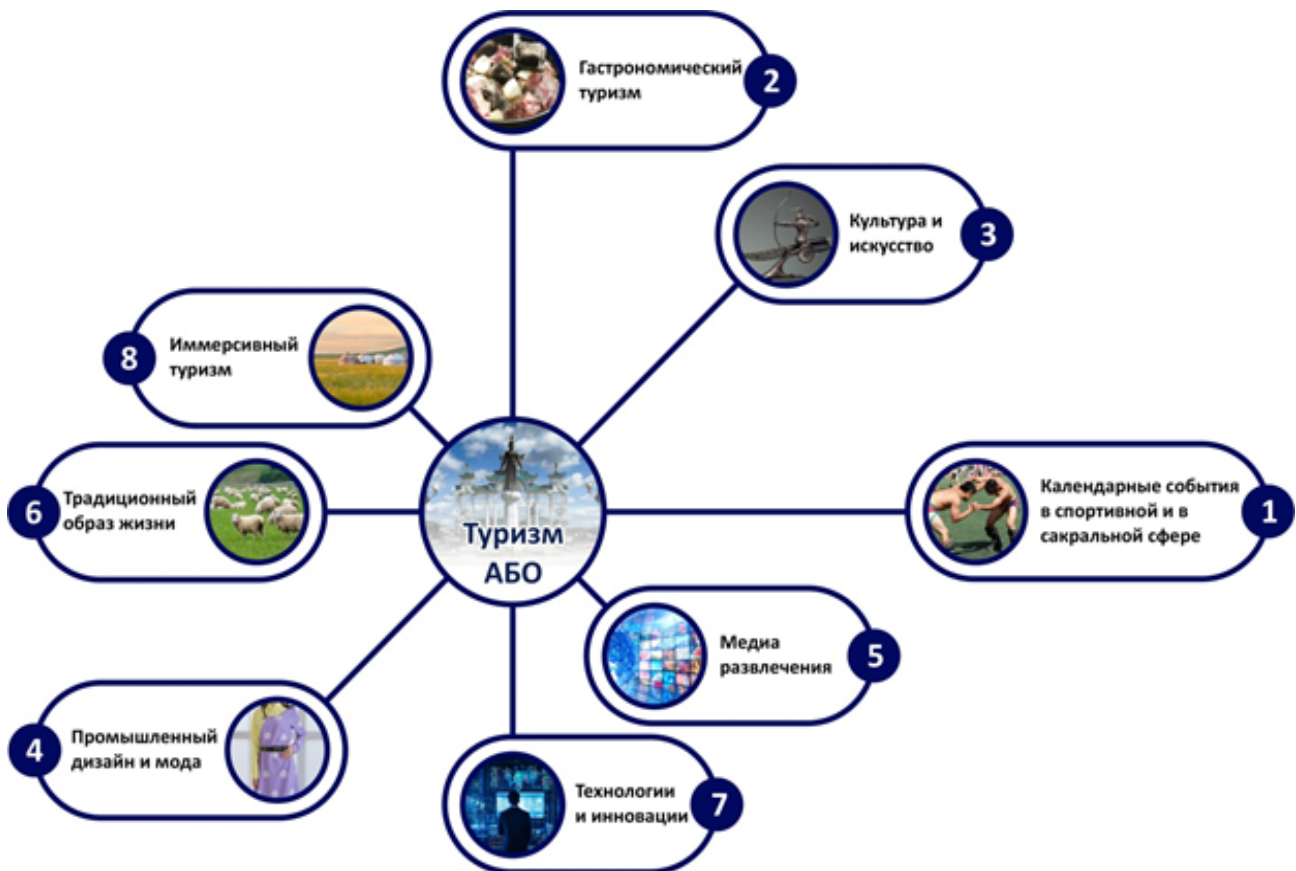 Гастрономический
туризм
2
Культура и
искусство
3
8
Иммерсивный
туризм
6
Традиционный
образ жизни
Туризм
АБО
Календарные события
в спортивной и в
сакральной сфере
1
Медиа
развлечения
5
4
Промышленный
дизайн и мода
Технологии
и инновации
7